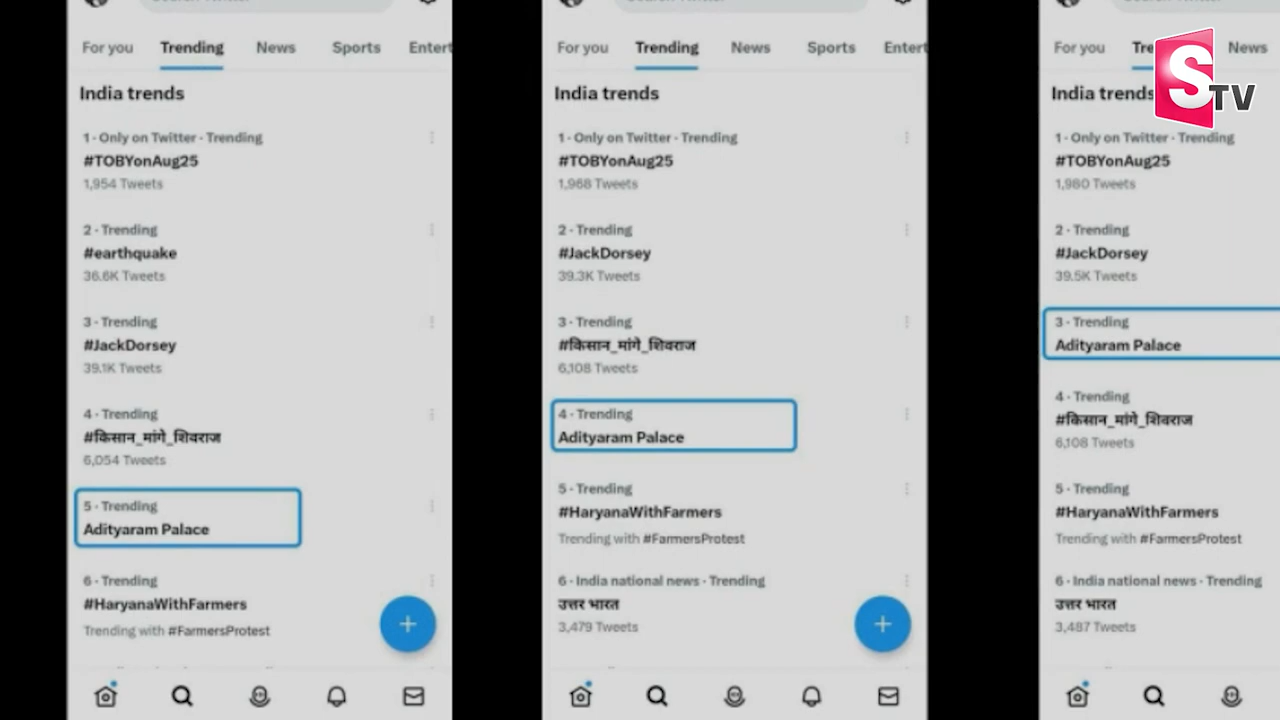 For you Trending News Sports Entert
India trends
1 · Only on Twitter · Trending
#TOBYonAug25
1,954 Tweets
2 · Trending
#earthquake
36.6K Tweets
3 · Trending
#JackDorsey
39.1K Tweets
4 · Trending
#किसान_मांगे_शिवराज
6,054 Tweets
5 · Trending
Adityaram Palace
6 · Trending
#HaryanaWithFarmers
Trending with #FarmersProtest
For you Trending News Sports Entert
India trends
1 · Only on Twitter · Trending
#TOBYonAug25
1,968 Tweets
2 · Trending
#JackDorsey
39.3K Tweets
3 · Trending
#किसान_मांगे_शिवराज
6,108 Tweets
4 · Trending
Adityaram Palace
5 · Trending
#HaryanaWithFarmers
Trending with #FarmersProtest
6 · India national news · Trending
उत्तर भारत
3,479 Tweets
For you Tre News
India trends
1 · Only on Twitter · Trending
#TOBYonAug25
1,980 Tweets
2 · Trending
#JackDorsey
39.5K Tweets
3 · Trending
Adityaram Palace
4 · Trending
#किसान_मांगे_शिवराज
6,108 Tweets
5 · Trending
#HaryanaWithFarmers
Trending with #FarmersProtest
6 · India national news · Trending
उत्तर भारत
3,487 Tweets
S TV